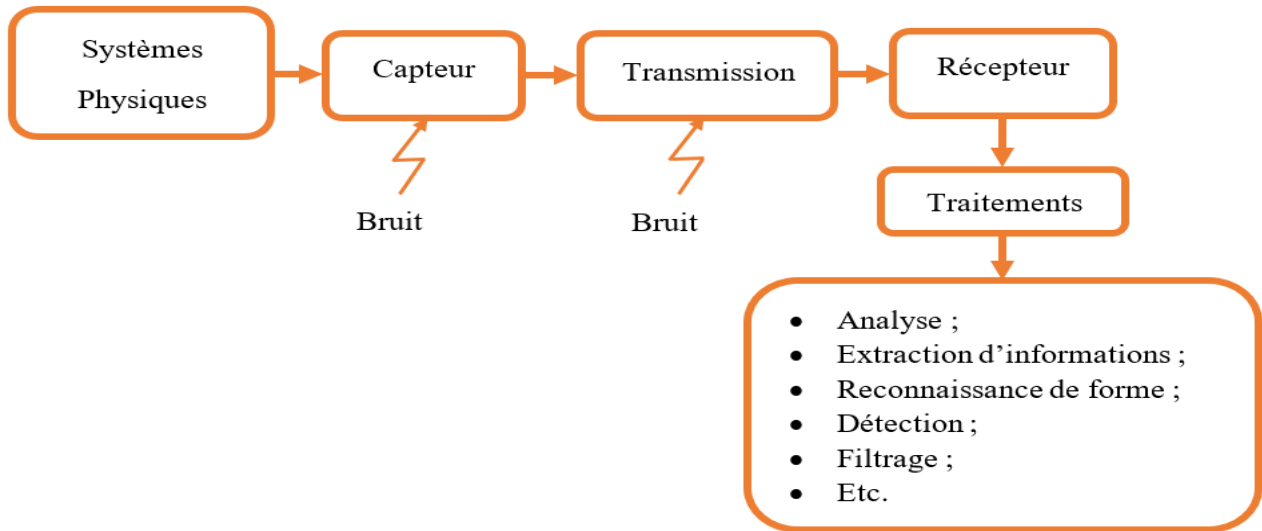 Systèmes
Physiques
Capteur
Transmission
Récepteur
Bruit
Bruit
Traitements
• Analyse ;
• Extraction d’informations ;
• Reconnaissance de forme ;
• Détection ;
• Filtrage ;
• Etc.